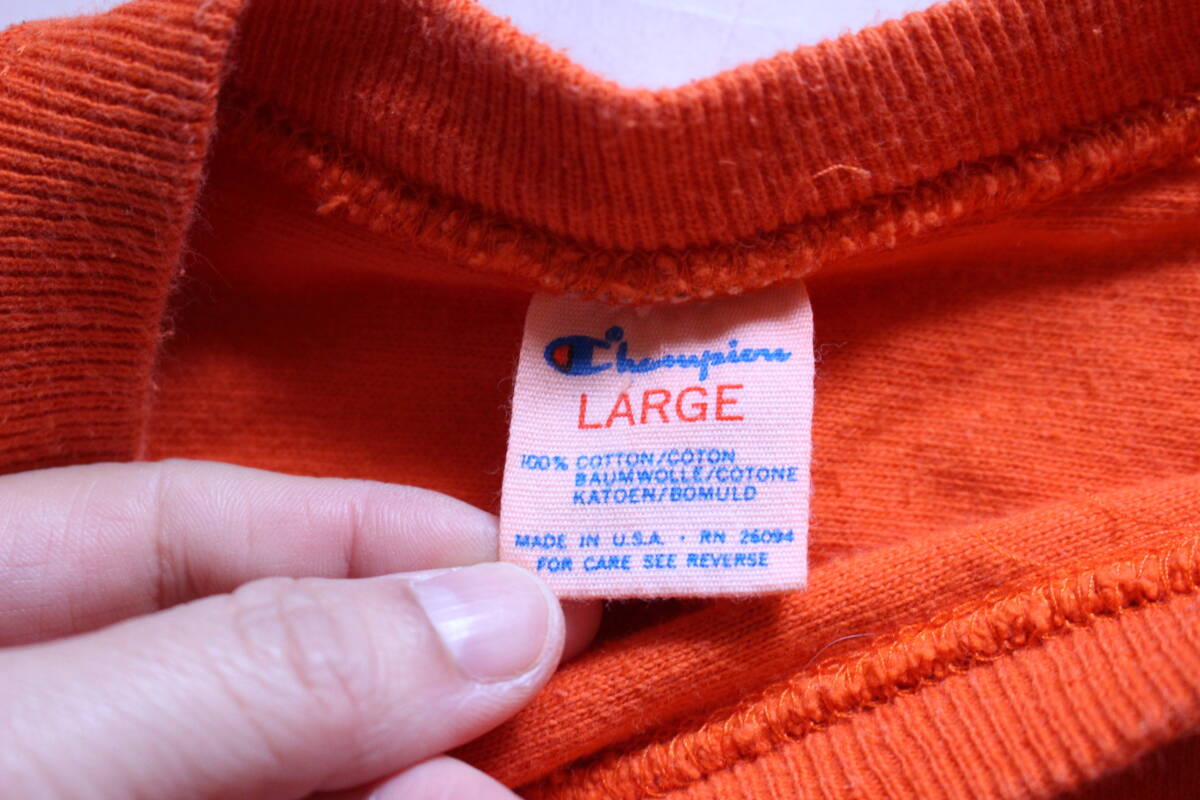 Champion
LARGE
100% COTTON/COTON
BAUMWOLLE/COTONE
KATOEN/BOMULD
MADE IN U.S.A. · RN 26094
FOR CARE SEE REVERSE